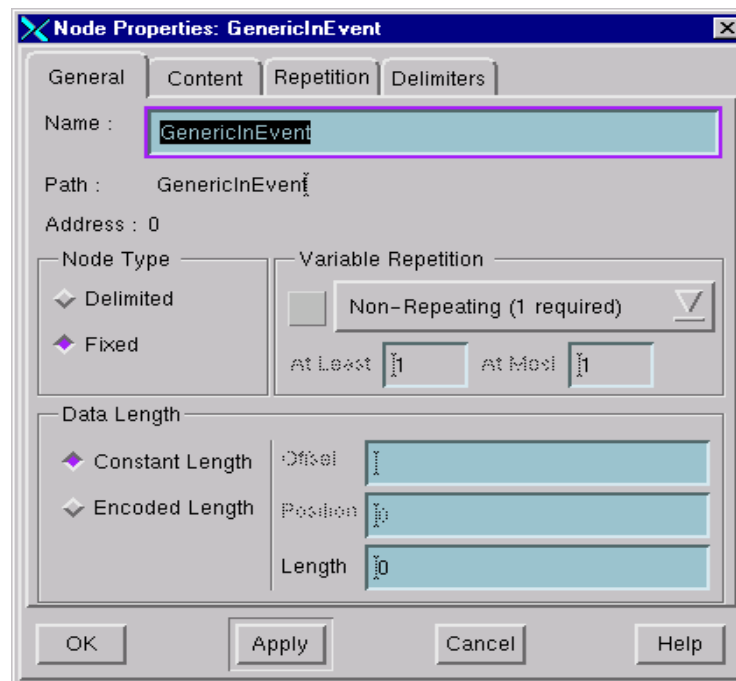 Node Properties: GenericInEvent
General Content Repetition Delimiters
Name : GenericInEvent
Path : GenericInEvent
Address : 0
Node Type Variable Repetition
Delimited Non-Repeating (1 required)
Fixed At Least 1 At Most 1
Data Length
Constant Length Offset
Encoded Length Position 0
Length 0
OK Apply Cancel Help